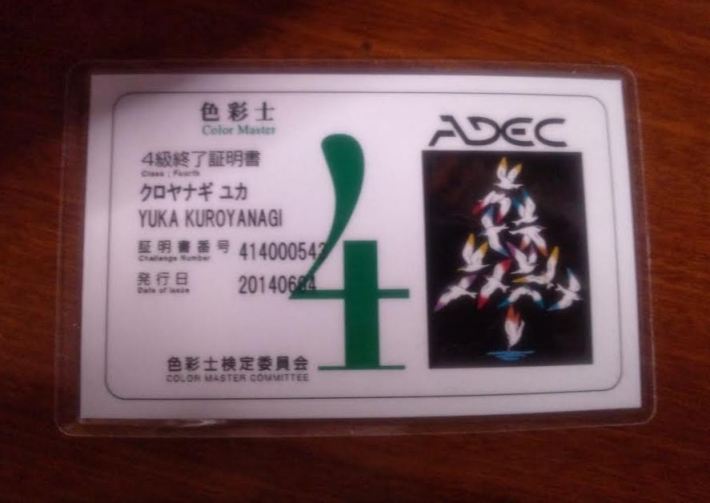 色彩士
Color Master
ADEC
4級終了証明書
Class : Fourth
クロヤナギ ユカ
YUKA KUROYANAGI
証明書番号 414000542
Challenge Number
発行日 20140604
Date of Issue
4
色彩士検定委員会
COLOR MASTER COMMITTEE